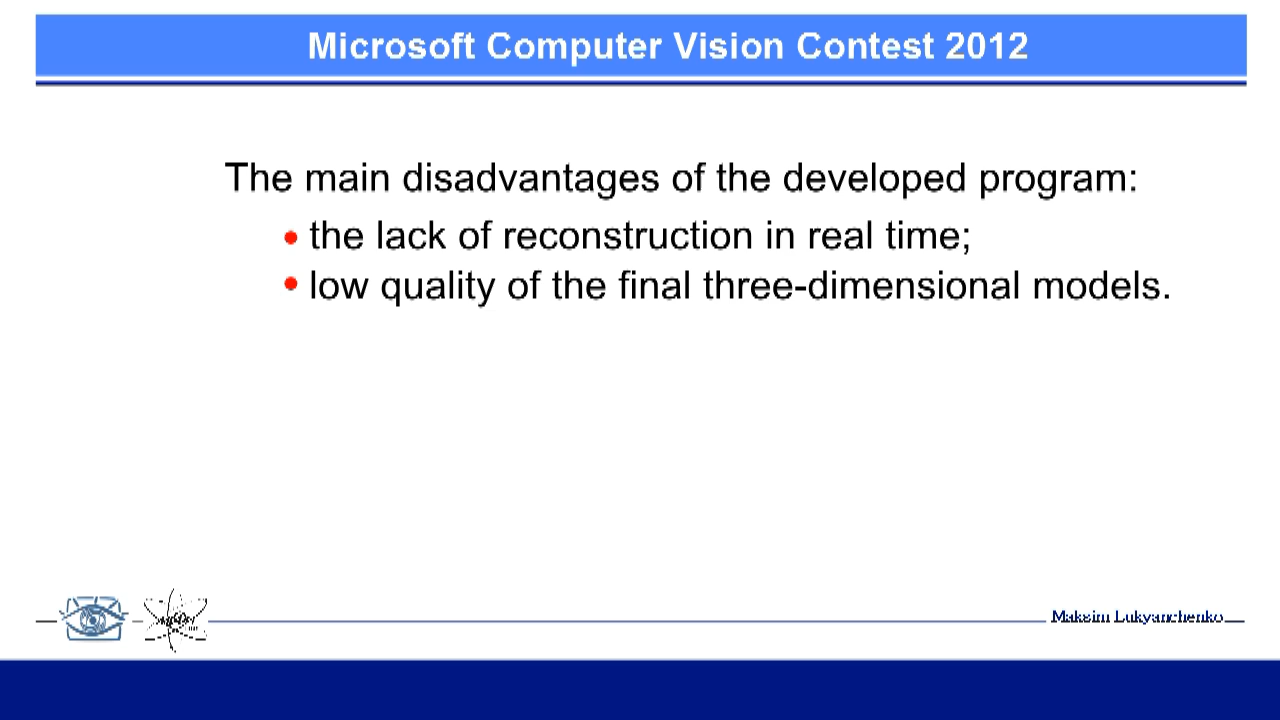 Microsoft Computer Vision Contest 2012
The main disadvantages of the developed program:
• the lack of reconstruction in real time;
• low quality of the final three-dimensional models.
Maksim Lukyanchenko